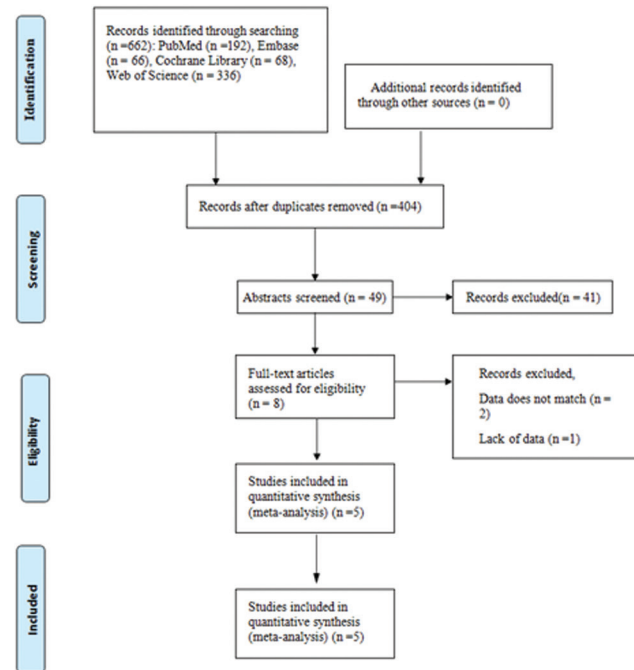 Identification
Records identified through searching
(n =662): PubMed (n =192), Embase
(n = 66), Cochrane Library (n = 68),
Web of Science (n = 336)
Additional records identified
through other sources (n = 0)
Records after duplicates removed (n =404)
Screening
Abstracts screened (n = 49)
Records excluded(n = 41)
Eligibility
Full-text articles
assessed for eligibility
(n = 8)
Records excluded,
Data does not match (n =
2)
Lack of data (n =1)
Studies included in
quantitative synthesis
(meta-analysis) (n =5)
Included
Studies included in
quantitative synthesis
(meta-analysis) (n =5)